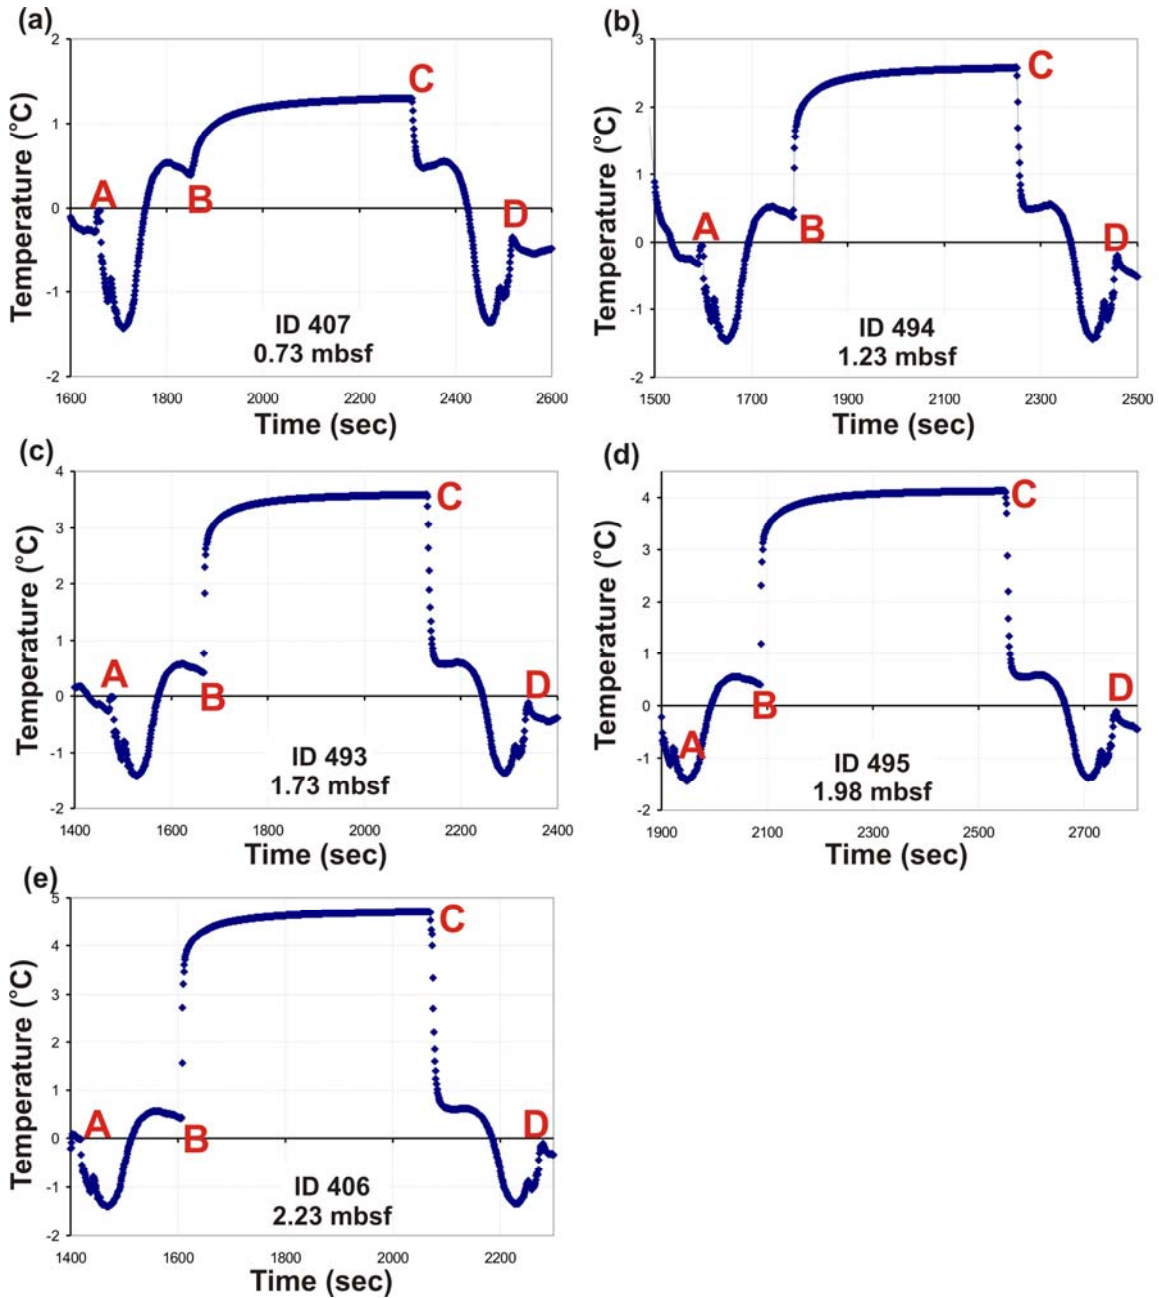 (a)
Temperature (°C)
2
1
0
-1
-2
A
B
C
D
ID 407
0.73 mbsf
1600 1800 2000 2200 2400 2600
Time (sec)
(b)
Temperature (°C)
3
2
1
0
-1
-2
A
B
C
D
ID 494
1.23 mbsf
1500 1700 1900 2100 2300 2500
Time (sec)
(c)
Temperature (°C)
4
3
2
1
0
-1
-2
A
B
C
D
ID 493
1.73 mbsf
1400 1600 1800 2000 2200 2400
Time (sec)
(d)
Temperature (°C)
4
3
2
1
0
-1
-2
A
B
C
D
ID 495
1.98 mbsf
1900 2100 2300 2500 2700
Time (sec)
(e)
Temperature (°C)
5
4
3
2
1
0
-1
-2
A
B
C
D
ID 406
2.23 mbsf
1400 1600 1800 2000 2200
Time (sec)